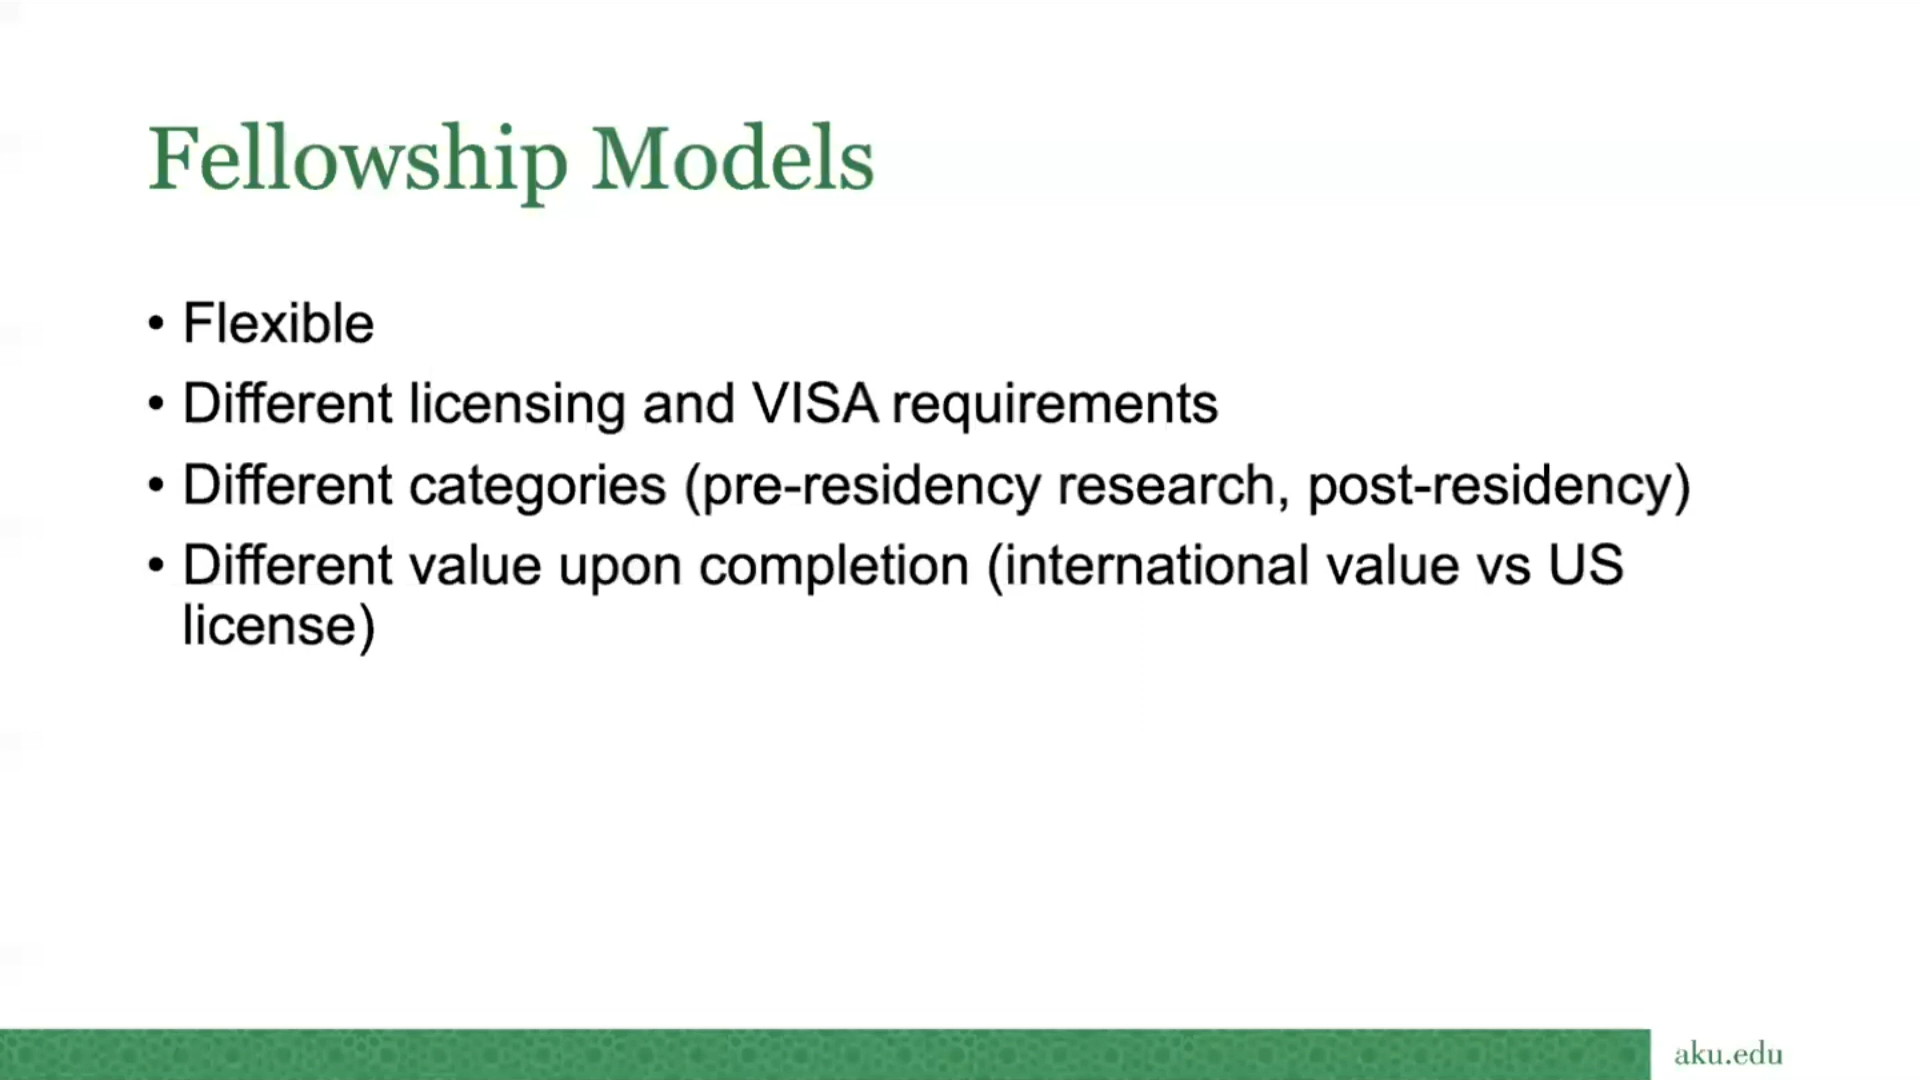 Fellowship Models
• Flexible
• Different licensing and VISA requirements
• Different categories (pre-residency research, post-residency)
• Different value upon completion (international value vs US
license)
aku.edu